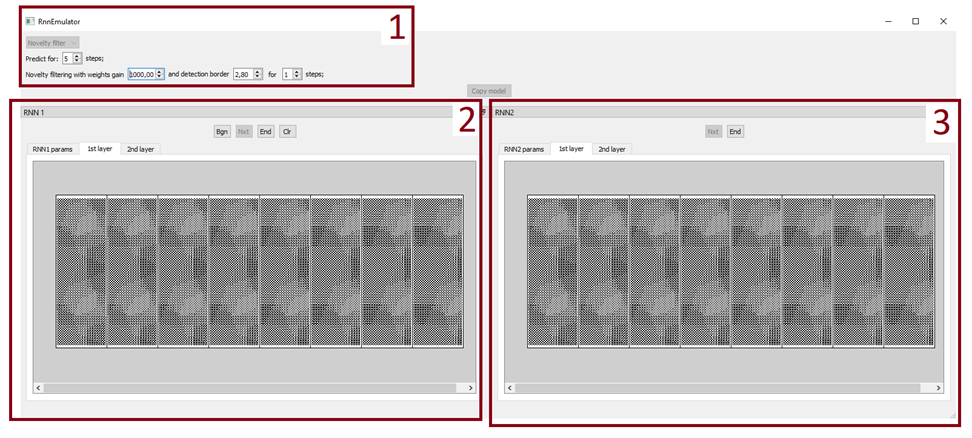 RnnEmulator
1
Novelty filter
Predict for: 5 steps;
Novelty filtering with weights gain 1000,00 and detection border 2,80 for 1 steps;
Copy model
RNN 1
2
Bgn Nxt End Clr
RNN1 params 1st layer 2nd layer
RNN2
3
Nxt End
RNN2 params 1st layer 2nd layer